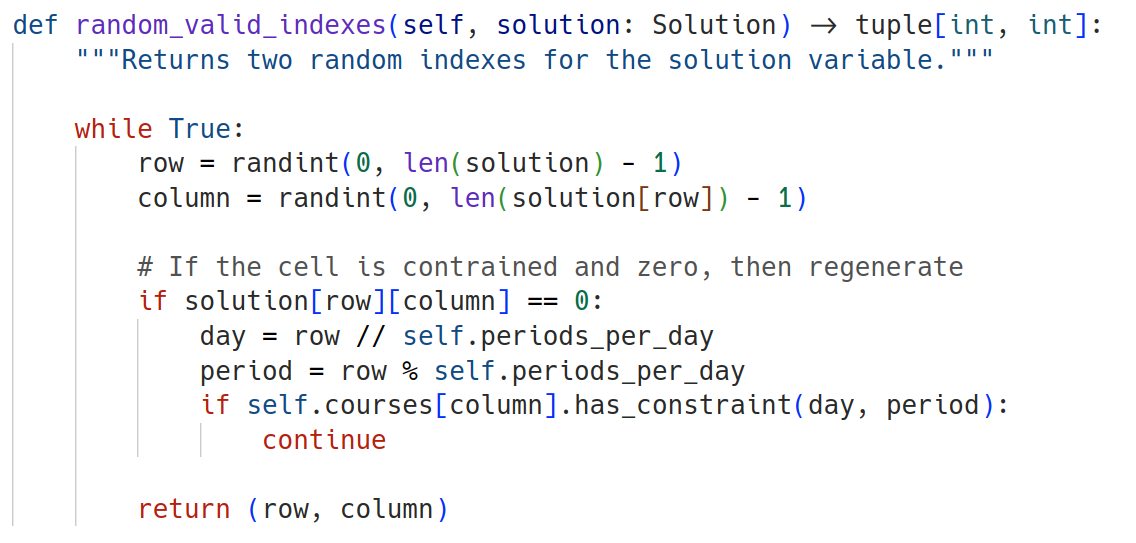 def random_valid_indexes(self, solution: Solution) → tuple[int, int]:
    """Returns two random indexes for the solution variable."""
    while True:
        row = randint(0, len(solution) - 1)
        column = randint(0, len(solution[row]) - 1)
        # If the cell is contrained and zero, then regenerate
        if solution[row][column] == 0:
            day = row // self.periods_per_day
            period = row % self.periods_per_day
            if self.courses[column].has_constraint(day, period):
                continue
        return (row, column)